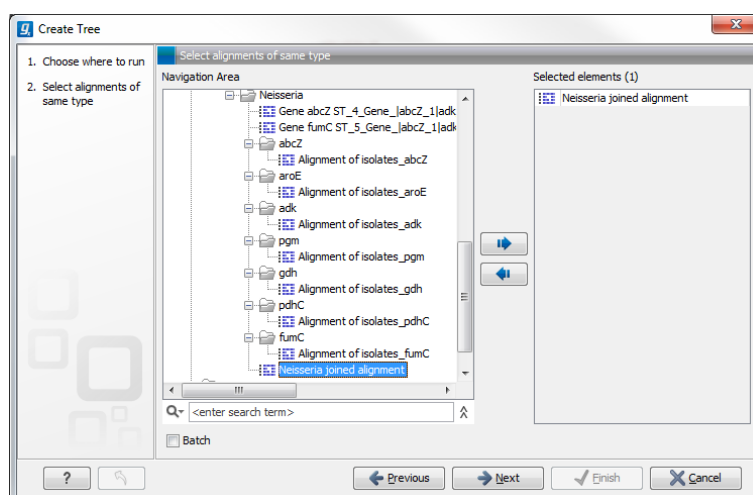 Create Tree
1. Choose where to run
2. Select alignments of
same type
Select alignments of same type
Navigation Area
Neisseria
Gene abcZ ST_4_Gene_|abcZ_1|adk
Gene fumC ST_5_Gene_|abcZ_1|adk
abcZ
Alignment of isolates_abcZ
aroE
Alignment of isolates_aroE
adk
Alignment of isolates_adk
pgm
Alignment of isolates_pgm
gdh
Alignment of isolates_gdh
pdhC
Alignment of isolates_pdhC
fumC
Alignment of isolates_fumC
Neisseria joined alignment
<enter search term>
Batch
Selected elements (1)
Neisseria joined alignment
?
Previous
Next
Finish
Cancel